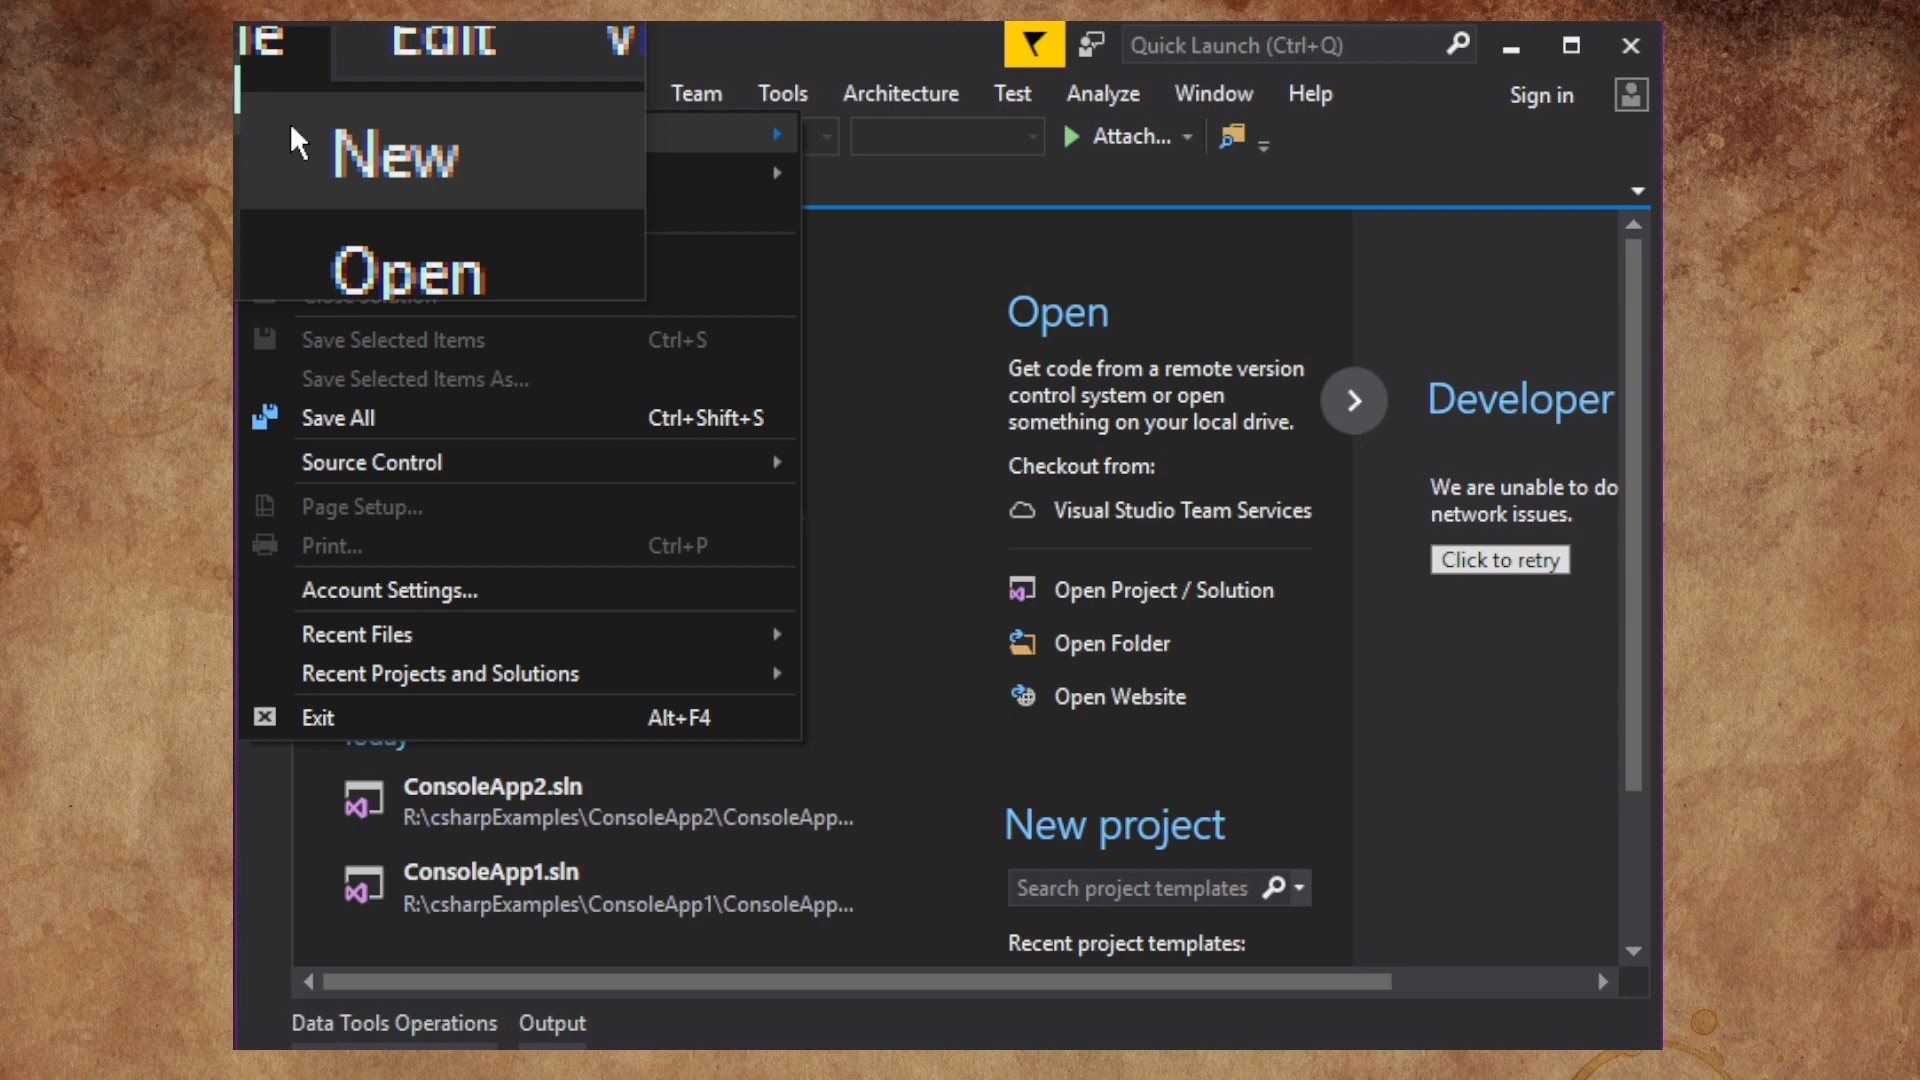 Edit
New
Open
Quick Launch (Ctrl+Q)
Team Tools Architecture Test Analyze Window Help
Sign in
Attach...
Save Selected Items Ctrl+S
Save Selected Items As...
Save All Ctrl+Shift+S
Source Control
Page Setup...
Print... Ctrl+P
Account Settings...
Recent Files
Recent Projects and Solutions
Exit Alt+F4
Today
ConsoleApp2.sln
R:\csharpExamples\ConsoleApp2\ConsoleApp...
ConsoleApp1.sln
R:\csharpExamples\ConsoleApp1\ConsoleApp...
Open
Get code from a remote version
control system or open
something on your local drive.
Checkout from:
Visual Studio Team Services
Open Project / Solution
Open Folder
Open Website
New project
Search project templates
Recent project templates:
Developer
We are unable to do
network issues.
Click to retry
Data Tools Operations Output